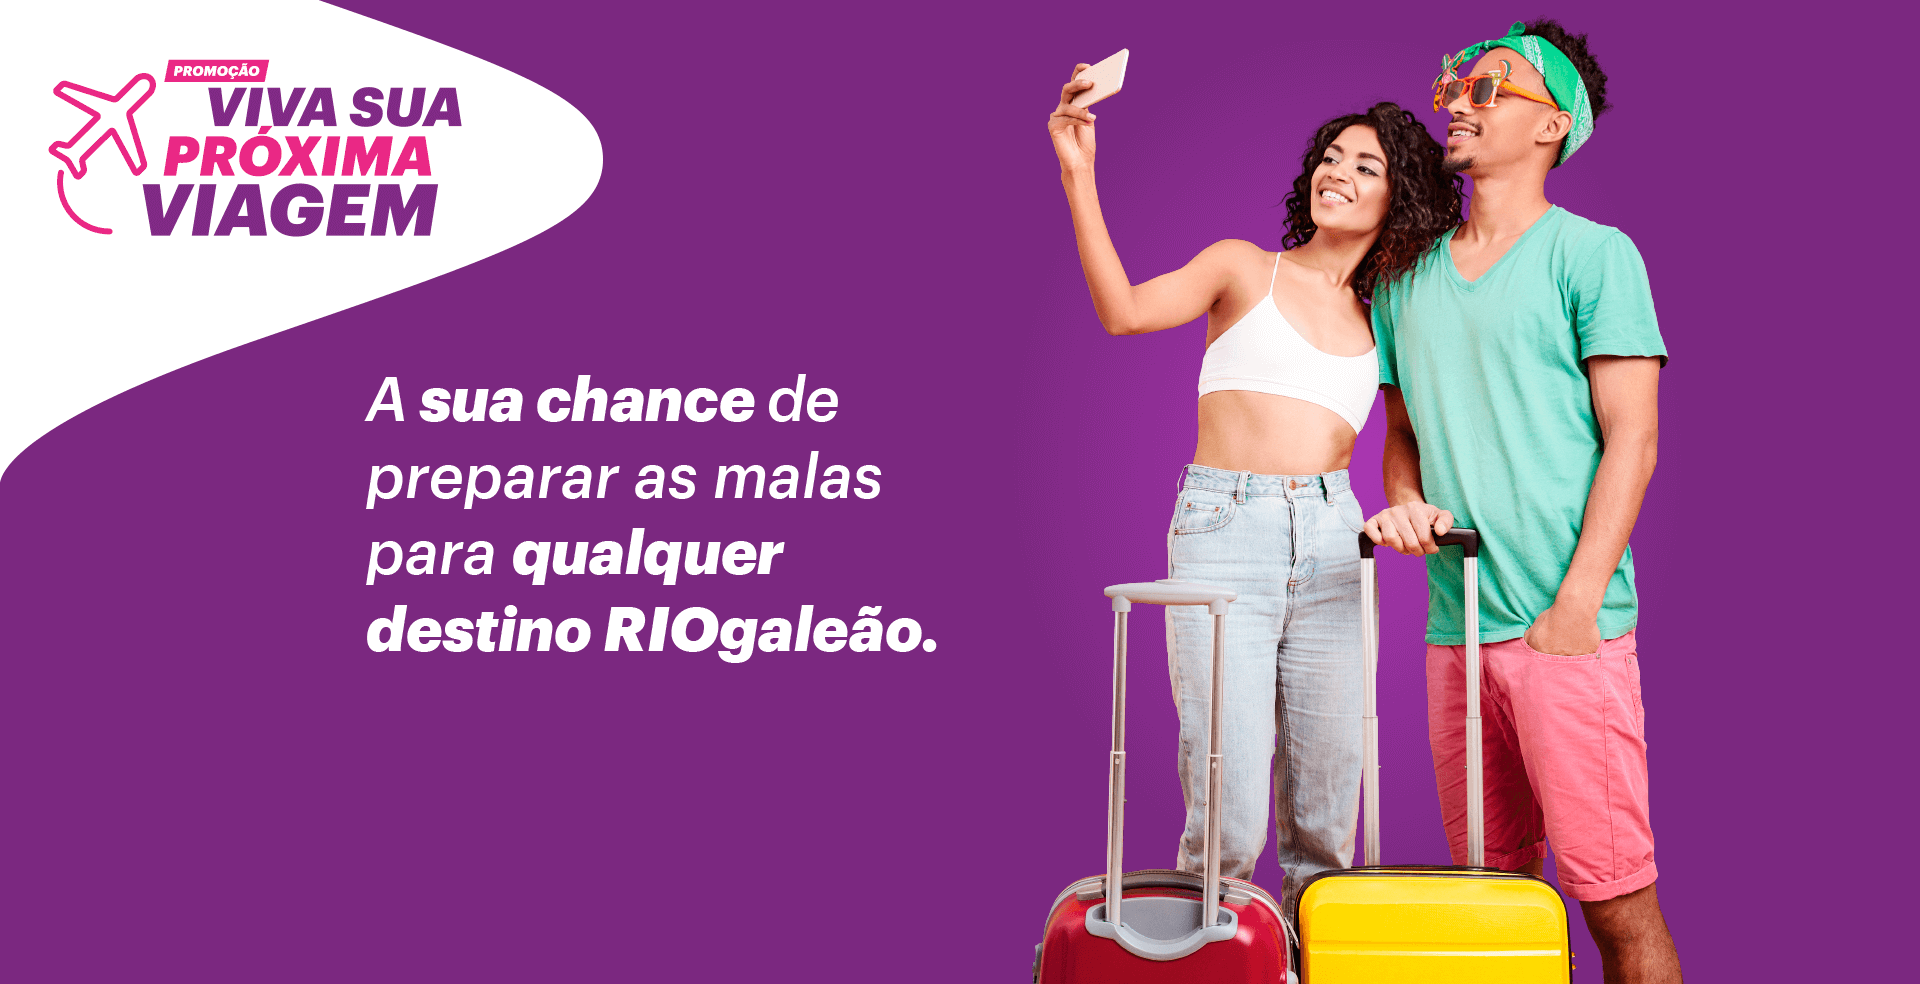 PROMOÇÃO
VIVA SUA
PRÓXIMA
VIAGEM
A sua chance de
preparar as malas
para qualquer
destino RIOgaleão.